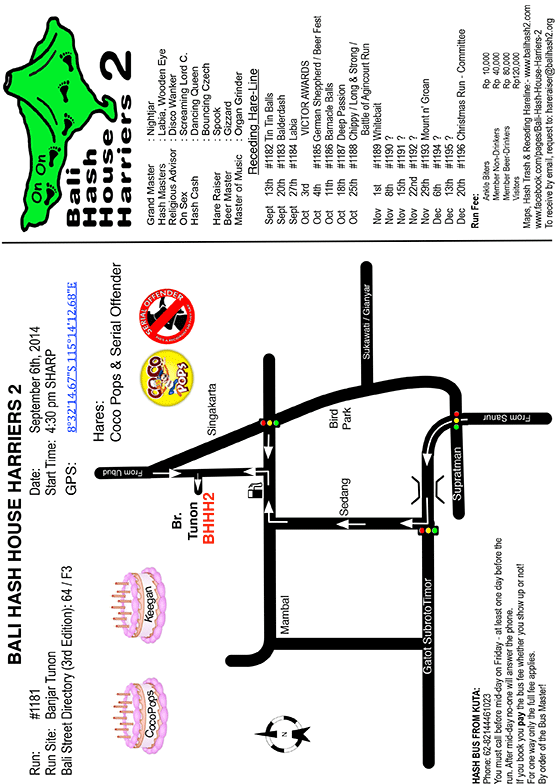 BALI HASH HOUSE HARRIERS 2
Run: #1181
Run Site: Banjar Tunon
Bali Street Directory (3rd Edition): 64 / F3
Date: September 6th, 2014
Start Time: 4:30 pm SHARP
GPS: 8°32'14.67"S 115°14'12.68"E
Hares:
Coco Pops & Serial Offender
CocoPops
Keegan
COCO POPS
SERIAL OFFENDER
From Ubud
Singakarta
Br.
Tunon
BHHH2
Bird
Park
Sukawati / Gianyar
Mambal
Sedang
Gatot SubrotoTimor
Supratman
From Sanur
N
HASH BUS FROM KUTA:
Phone: 62-82144461023
You must call before mid-day on Friday - at least one day before the
run. After mid-day no-one will answer the phone.
If you book you pay the bus fee whether you show up or not!
For one way only the full fee applies.
By order of the Bus Master!
On On
Bali
Hash
House
Harriers 2
Grand Master : Nightjar
Hash Masters : Labia, Wooden Eye
Religious Advisor : Disco Wanker
On Sex : Screaming Lord C.
Hash Cash : Dancing Queen
: Bouncing Czech
Hare Raiser : Spook
Beer Master : Gizzard
Master of Music : Organ Grinder
Receding Hare-Line
Sept 13th #1182 Tin Tin Balls
Sept 20th #1183 Balderdash
Sept 27th #1184 Labia
Oct 3rd VICTOR AWARDS
Oct 4th #1185 German Sheppherd / Beer Fest
Oct 11th #1186 Barnacle Balls
Oct 18th #1187 Deep Passion
Oct 25th #1188 Chippy / Long & Strong /
Battle of Agincourt Run
Nov 1st #1189 Whitebait
Nov 8th #1190 ?
Nov 15th #1191 ?
Nov 22nd #1192 ?
Nov 29th #1193 Mount n' Groan
Dec 6th #1194 ?
Dec 13th #1195 ?
Dec 20th #1196 Christmas Run - Committee
Run Fee:
Ankle Biters Rp 10,000
Member Non-Drinkers Rp 40,000
Member Beer-Drinkers Rp 80,000
Visitors Rp120,000
Maps, Hash Trash & Receding Hareline: www.balihash2.com
www.facebook.com/pages/Bali-Hash-House-Harriers-2
To receive by email, request to: hareraiser@balihash2.org